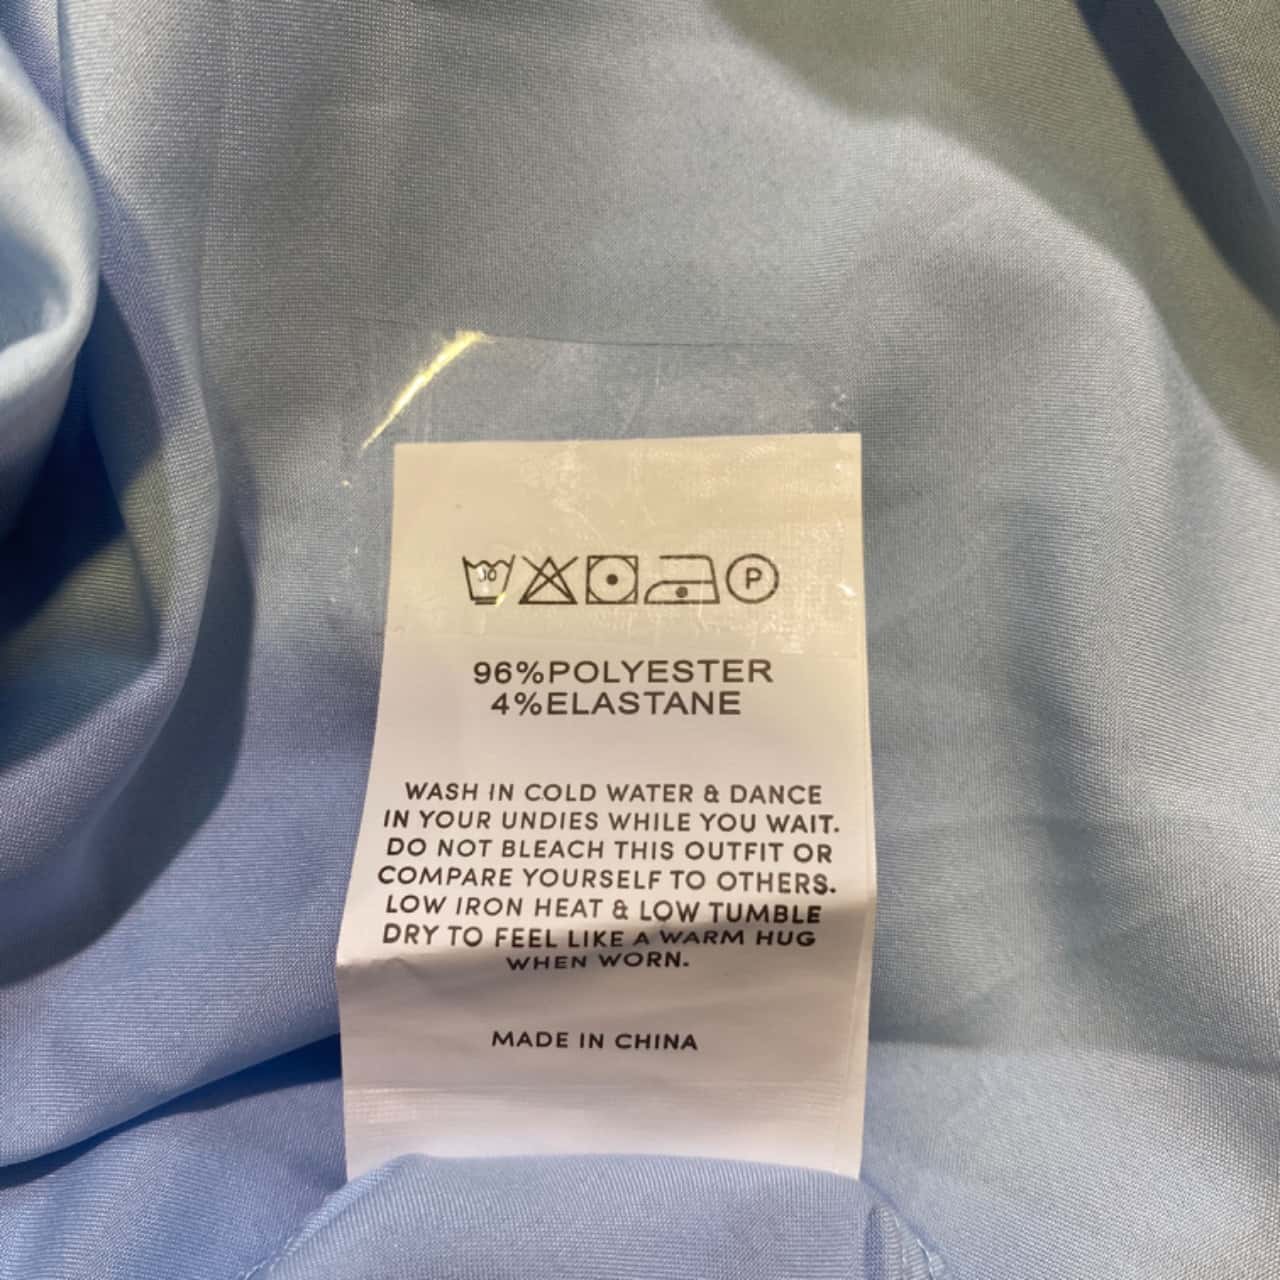 30
P
96%POLYESTER
4%ELASTANE
WASH IN COLD WATER & DANCE
IN YOUR UNDIES WHILE YOU WAIT.
DO NOT BLEACH THIS OUTFIT OR
COMPARE YOURSELF TO OTHERS.
LOW IRON HEAT & LOW TUMBLE
DRY TO FEEL LIKE A WARM HUG
WHEN WORN.
MADE IN CHINA